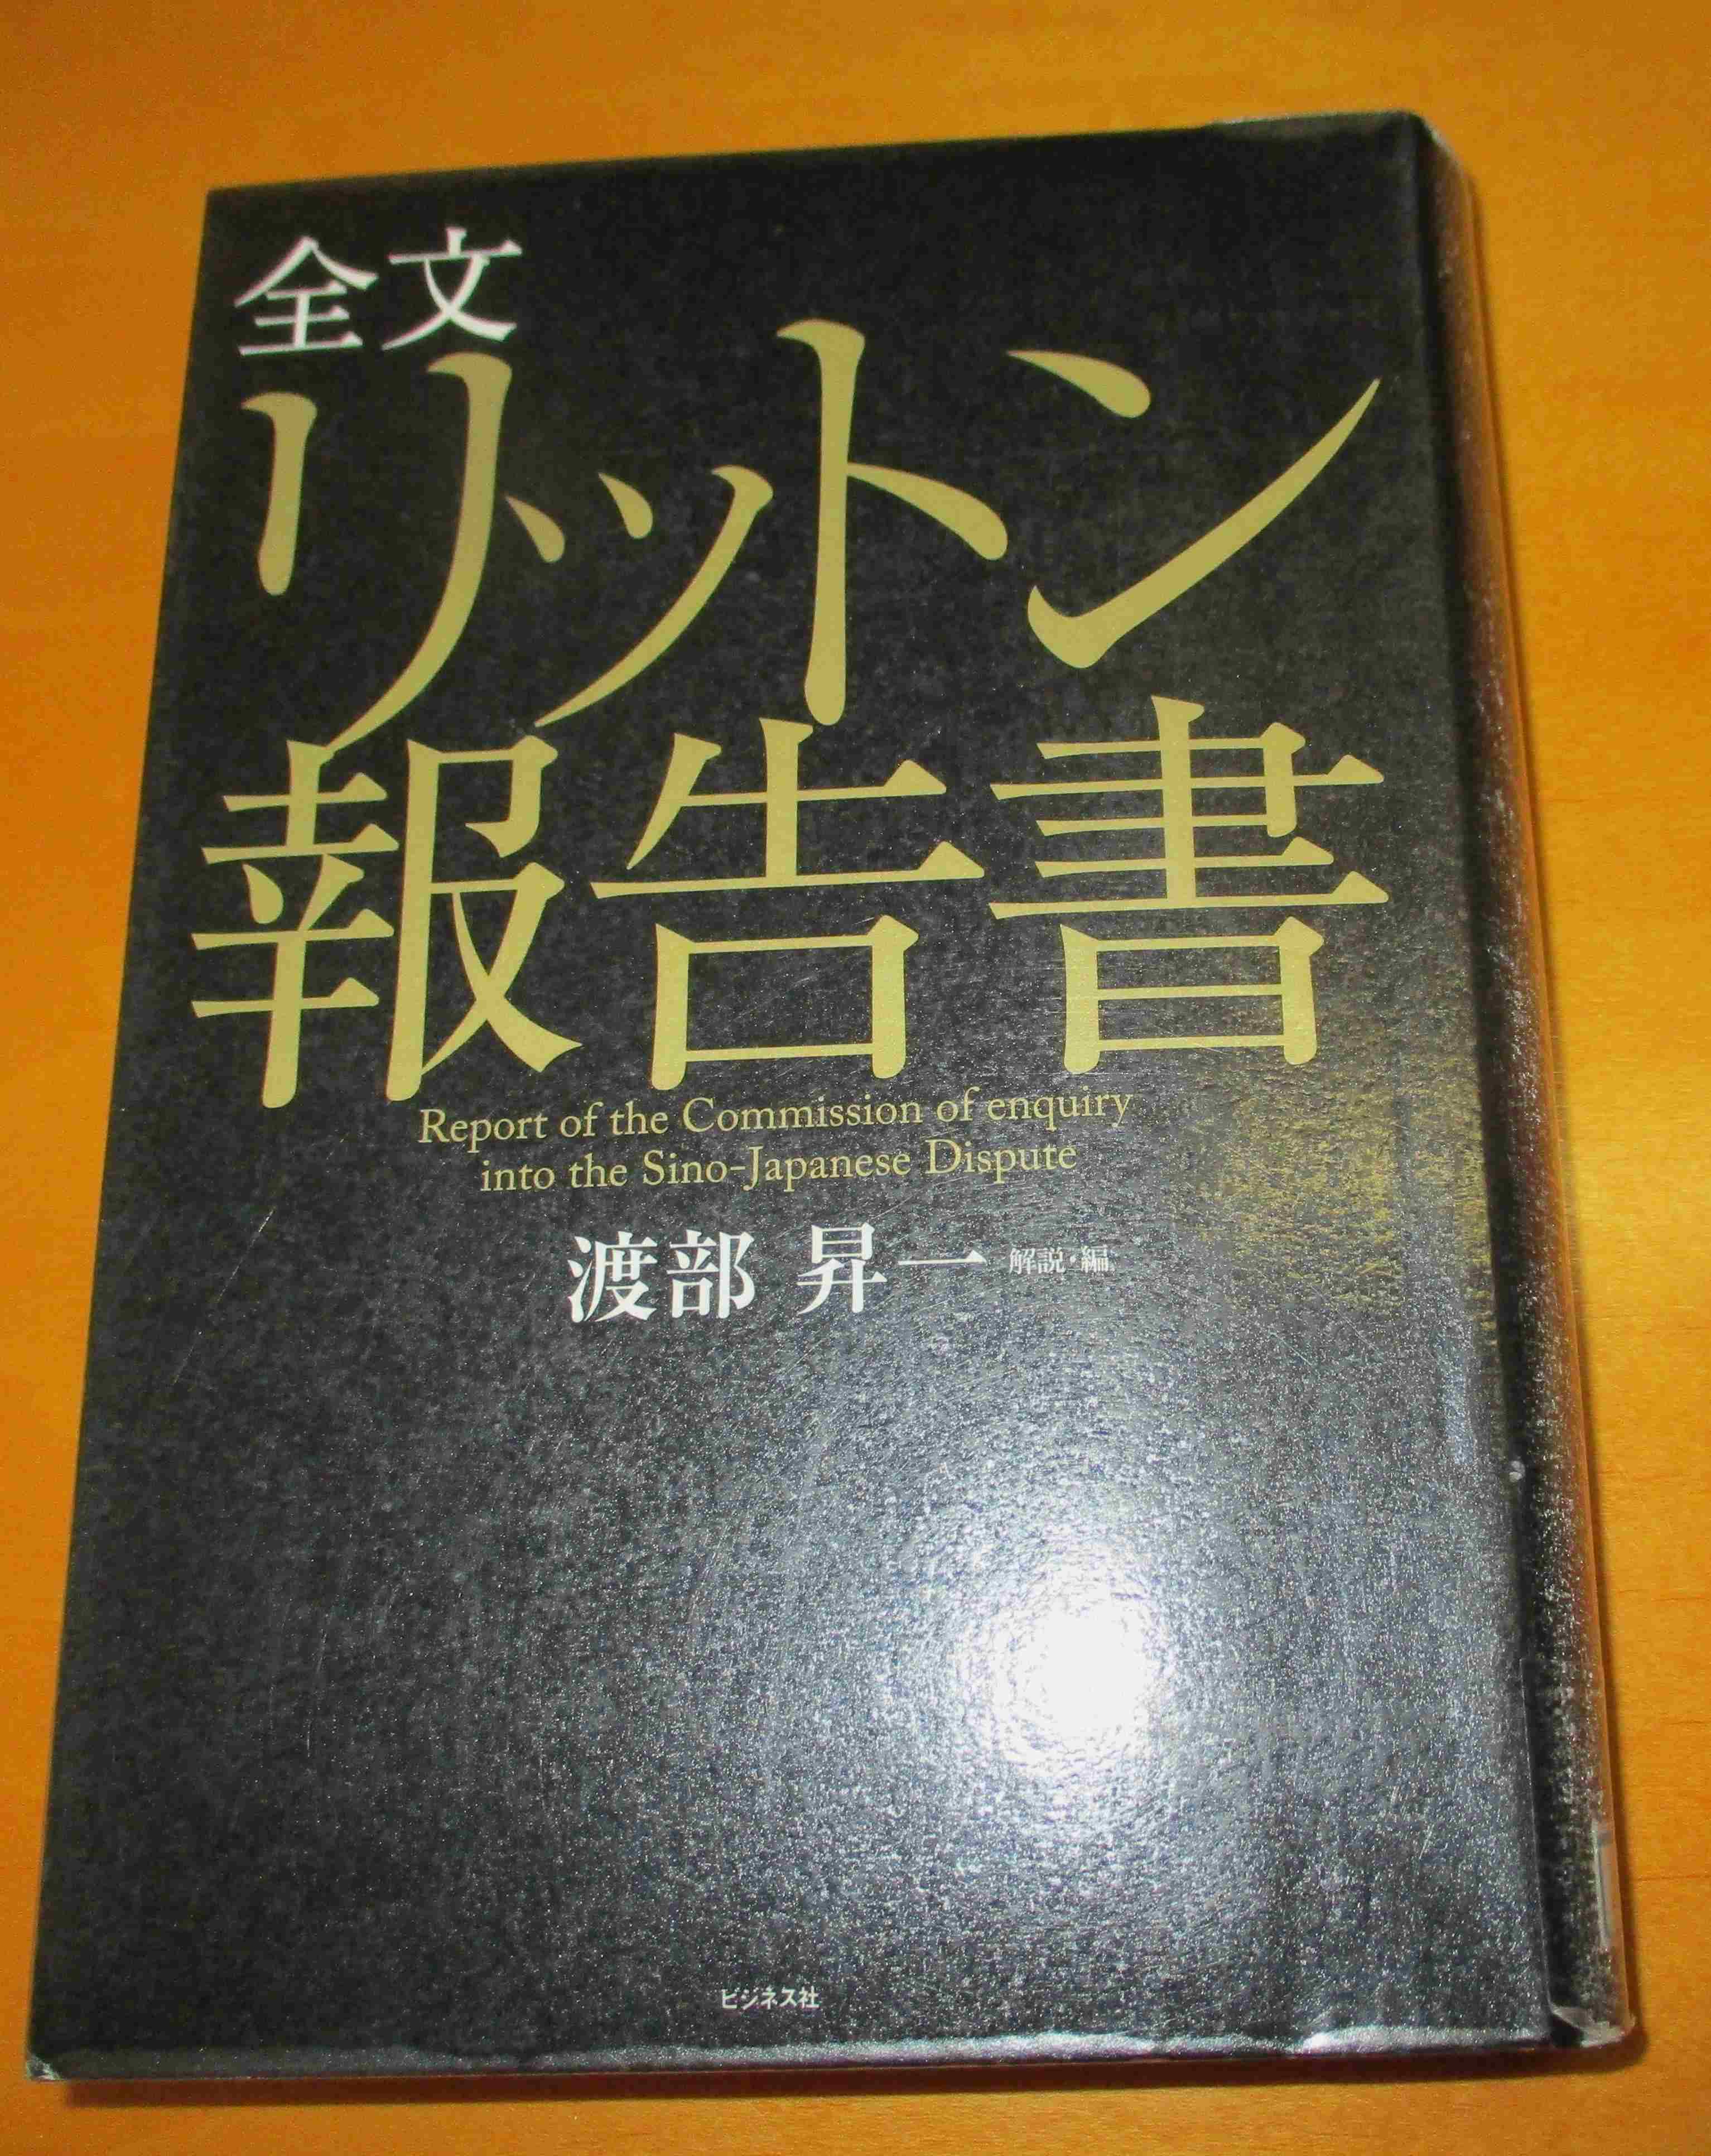 全文
リットン
報告書
Report of the Commission of enquiry
into the Sino-Japanese Dispute
渡部 昇一 解説・編
ビジネス社